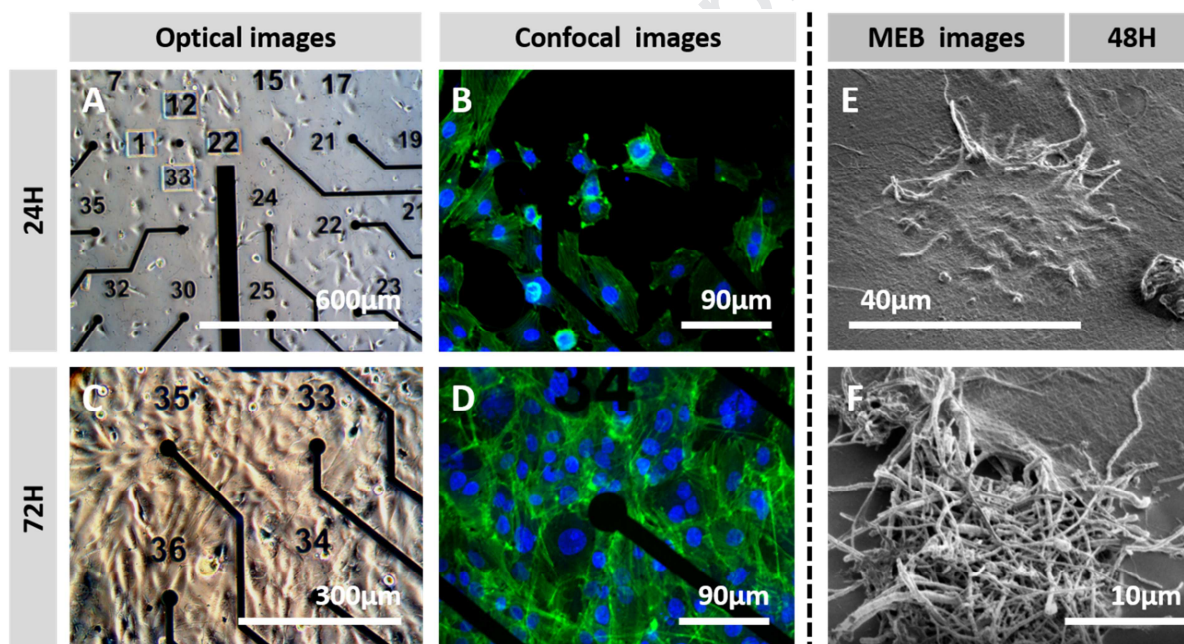 Optical images
Confocal images
MEB images
48H
24H
A
7
15
17
12
1
22
21
19
33
35
24
22
21
32
30
25
23
600µm
B
90µm
E
40µm
72H
C
35
33
36
34
300µm
D
34
90µm
F
10µm